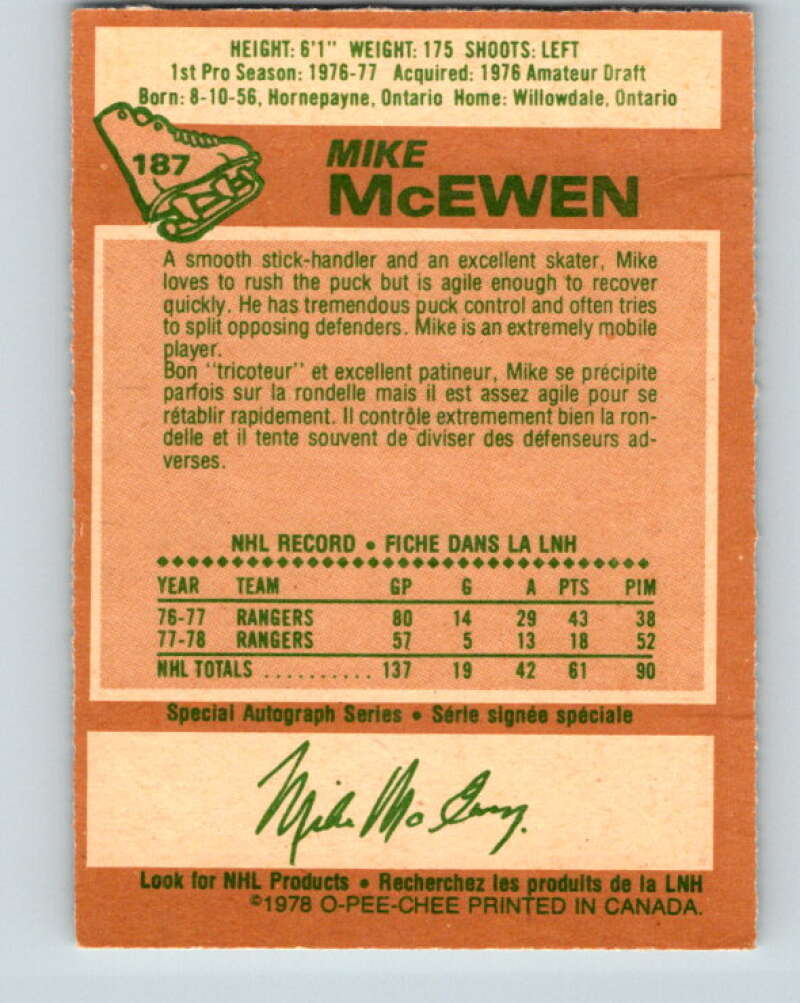 HEIGHT: 6'1" WEIGHT: 175 SHOOTS: LEFT
1st Pro Season: 1976-77 Acquired: 1976 Amateur Draft
Born: 8-10-56, Hornepayne, Ontario Home: Willowdale, Ontario
187
MIKE
McEWEN
A smooth stick-handler and an excellent skater, Mike
loves to rush the puck but is agile enough to recover
quickly. He has tremendous puck control and often tries
to split opposing defenders. Mike is an extremely mobile
player.
Bon "tricoteur" et excellent patineur, Mike se précipite
parfois sur la rondelle mais il est assez agile pour se
rétablir rapidement. Il contrôle extremement bien la ron-
delle et il tente souvent de diviser des défenseurs ad-
verses.
NHL RECORD • FICHE DANS LA LNH
YEAR TEAM GP G A PTS PIM
76-77 RANGERS 80 14 29 43 38
77-78 RANGERS 57 5 13 18 52
NHL TOTALS .......... 137 19 42 61 90
Special Autograph Series • Série signée spéciale
Mike McEwen
Look for NHL Products • Recherchez les produits de la LNH
©1978 O-PEE-CHEE PRINTED IN CANADA.